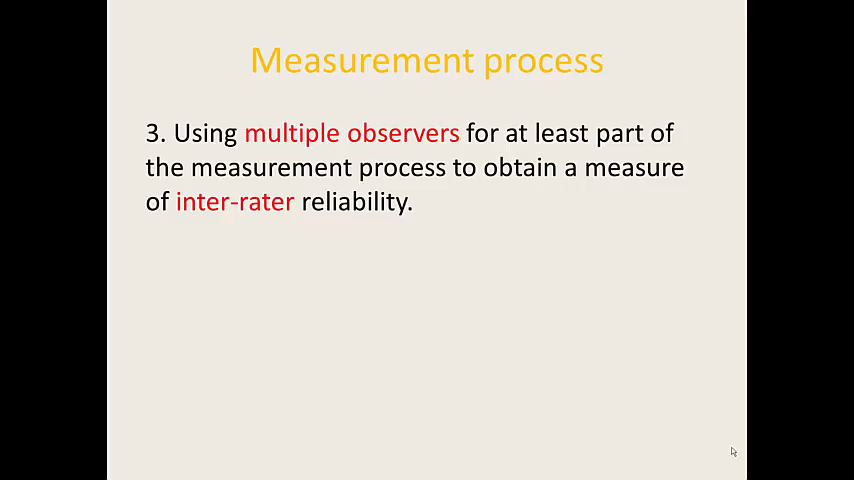 Measurement process
3. Using multiple observers for at least part of
the measurement process to obtain a measure
of inter-rater reliability.